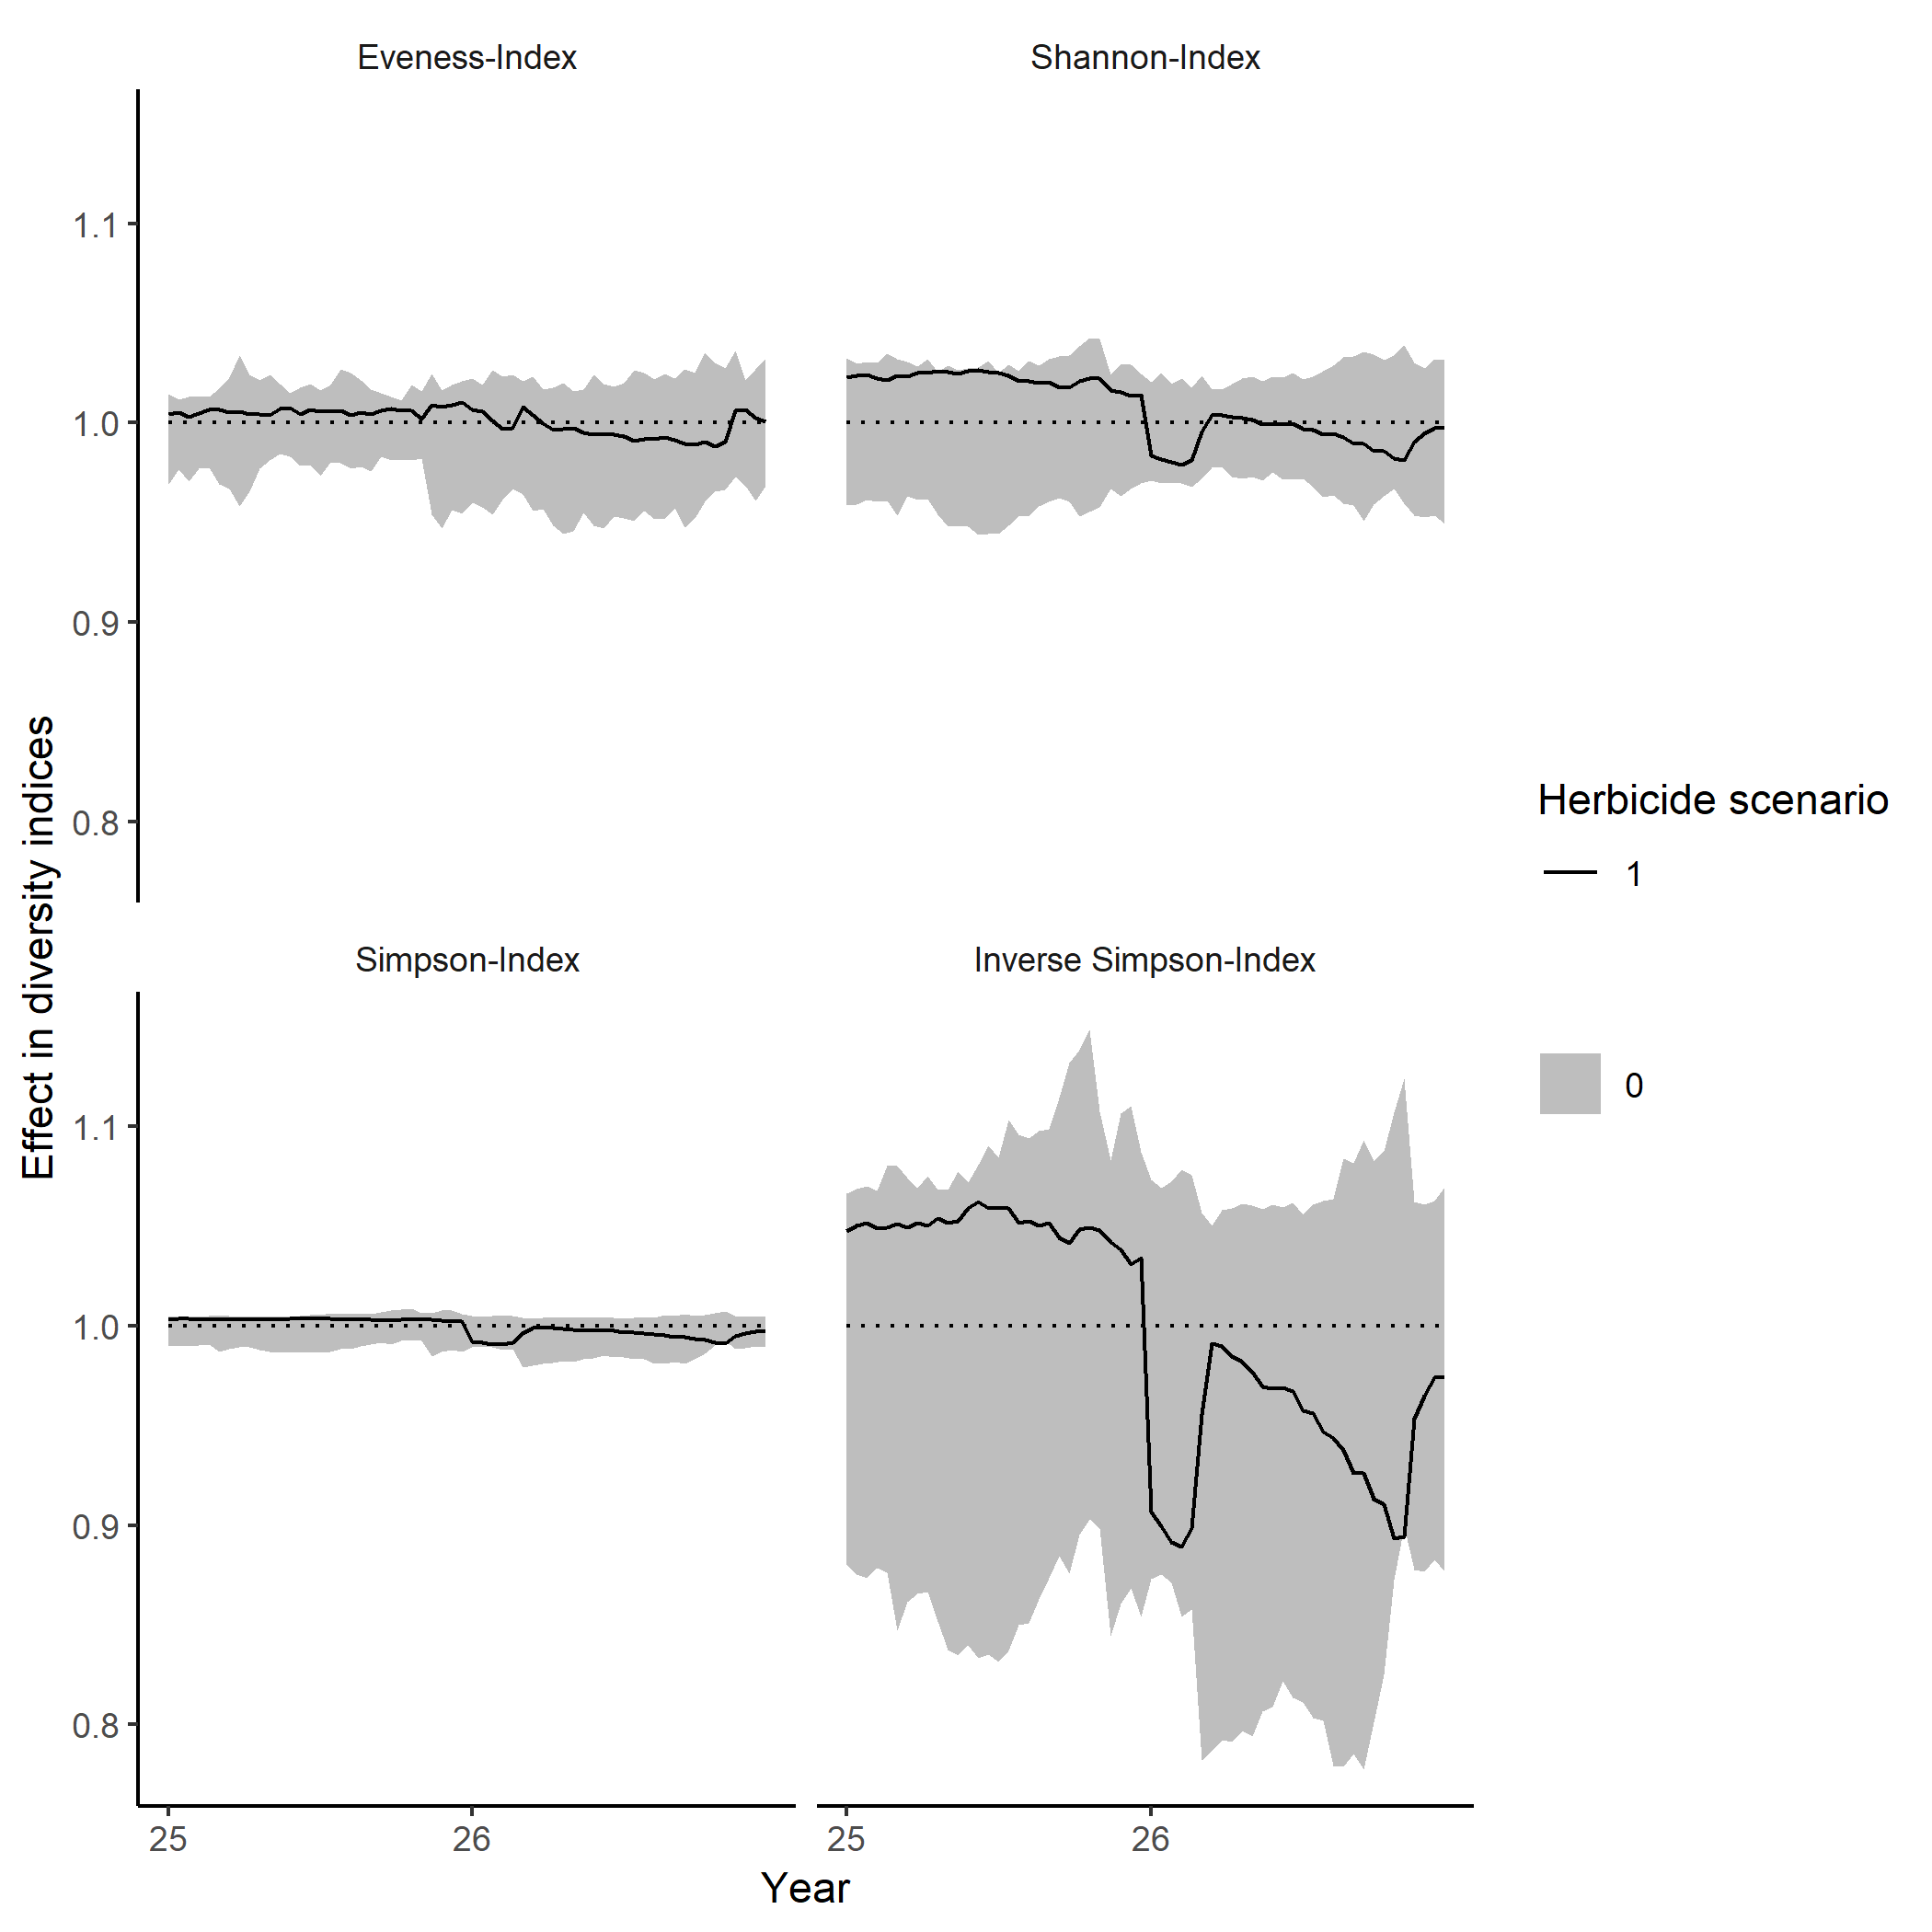 Eveness-Index
Shannon-Index
1.1
1.0
0.9
0.8
Effect in diversity indices
Simpson-Index
Inverse Simpson-Index
1.1
1.0
0.9
0.8
25
26
25
26
Year
Herbicide scenario
1
0